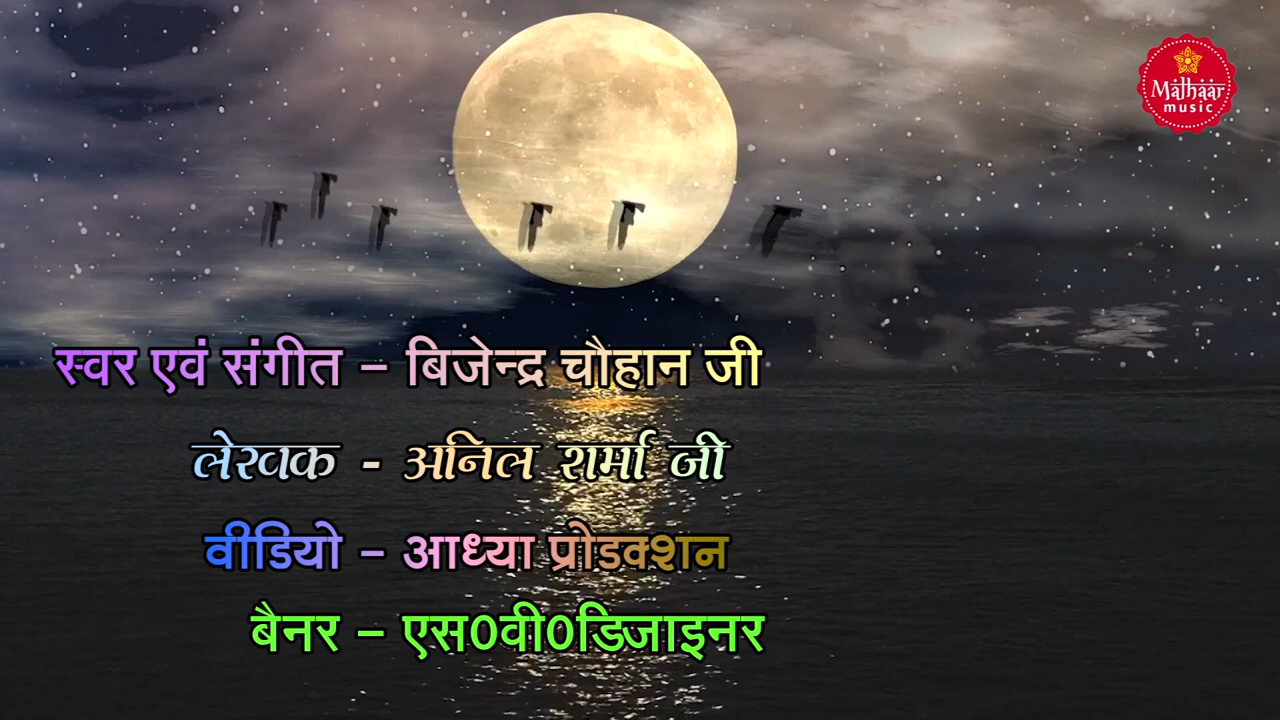 Malhaar
music
स्वर एवं संगीत – बिजेन्द्र चौहान जी
लेखक - अनिल शर्मा जी
वीडियो – आध्या प्रोडक्शन
बैनर – एस0वी0डिजाइनर